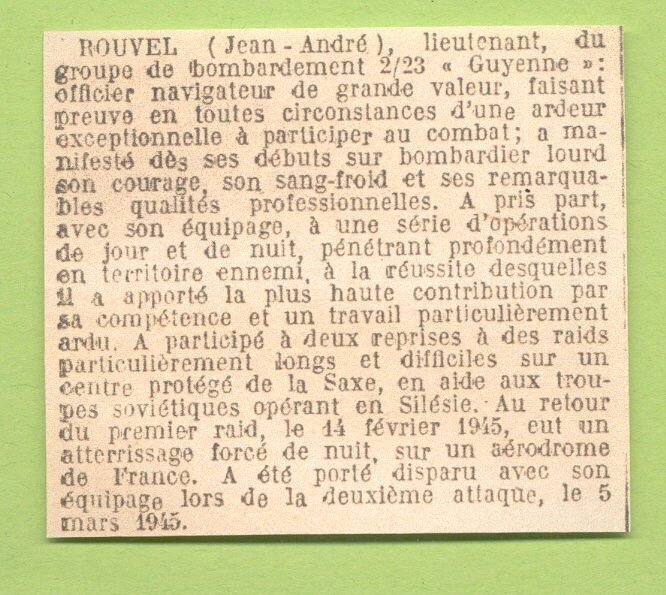 ROUVEL (Jean-André), lieutenant, du
groupe de bombardement 2/23 « Guyenne »:
officier navigateur de grande valeur, faisant
preuve en toutes circonstances d'une ardeur
exceptionnelle à participer au combat; a ma-
nifesté dès ses débuts sur bombardier lourd
son courage, son sang-froid et ses remarqua-
bles qualités professionnelles. A pris part,
avec son équipage, à une série d'opérations
de jour et de nuit, pénétrant profondément
en territoire ennemi, à la réussite desquelles
il a apporté la plus haute contribution par
sa compétence et un travail particulièrement
ardu. A participé à deux reprises à des raids
particulièrement longs et difficiles sur un
centre protégé de la Saxe, en aide aux trou-
pes soviétiques opérant en Silésie. Au retour
du premier raid, le 14 février 1945, eut un
atterrissage forcé de nuit, sur un aérodrome
de France. A été porté disparu avec son
équipage lors de la deuxième attaque, le 5
mars 1945.